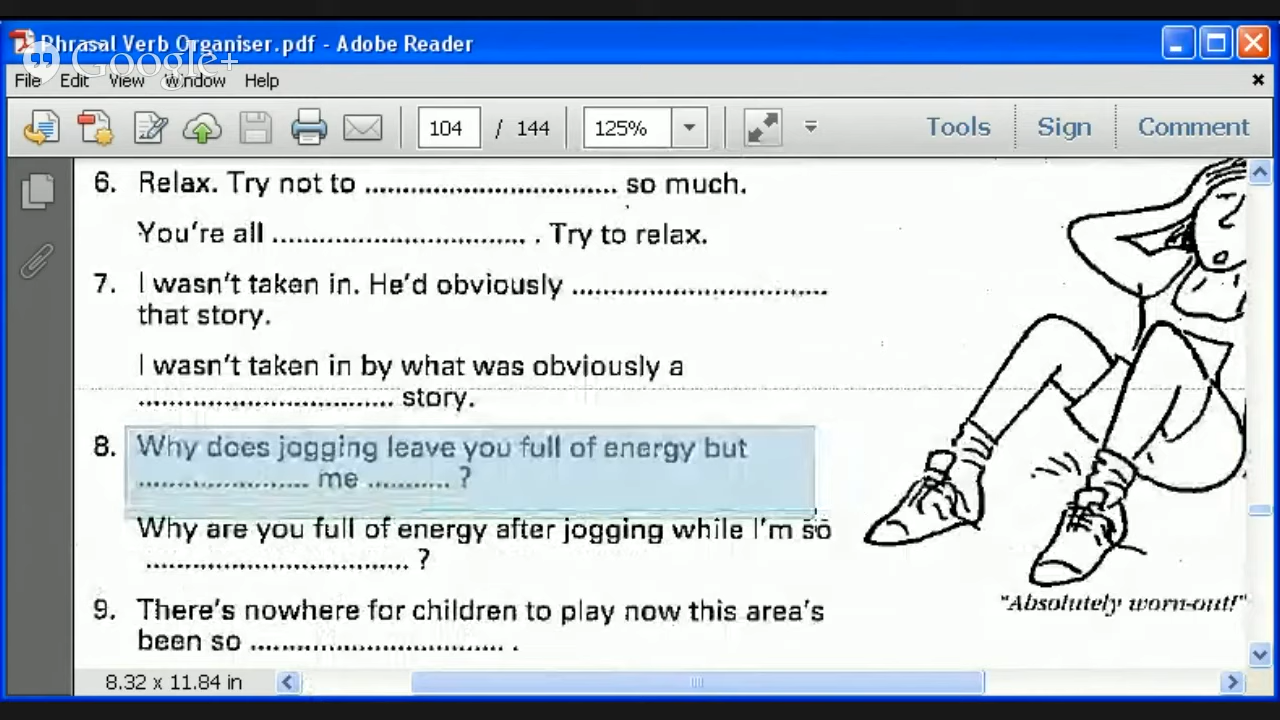 Phrasal Verb Organiser.pdf - Adobe Reader
Google+
File Edit View Window Help
104 / 144 125% Tools Sign Comment
6. Relax. Try not to ................................ so much.
You're all ................................ . Try to relax.
7. I wasn't taken in. He'd obviously ................................
that story.
I wasn't taken in by what was obviously a
................................ story.
8. Why does jogging leave you full of energy but
...................... me ........... ?
Why are you full of energy after jogging while I'm so
................................. ?
9. There's nowhere for children to play now this area's
been so ................................ .
"Absolutely worn-out!"
8.32 x 11.84 in